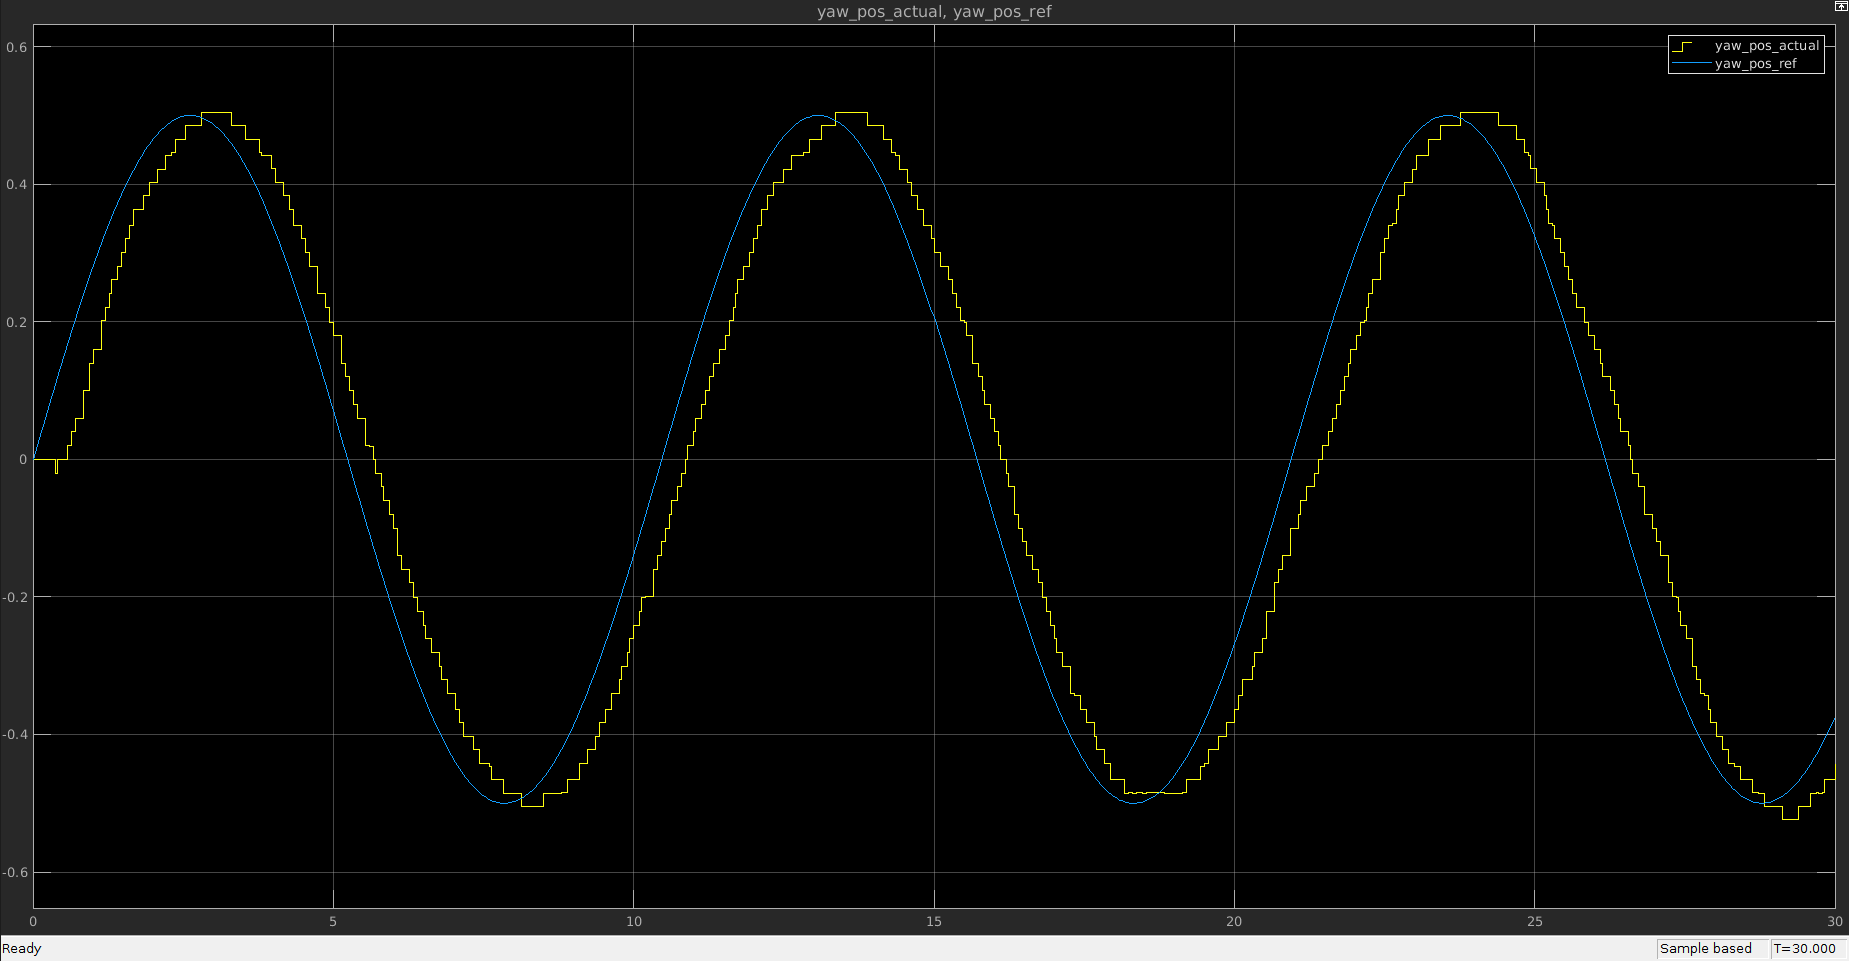 yaw_pos_actual, yaw_pos_ref
yaw_pos_actual
yaw_pos_ref
0.6
0.4
0.2
0
-0.2
-0.4
-0.6
0 5 10 15 20 25 30
Ready
Sample based T=30.000